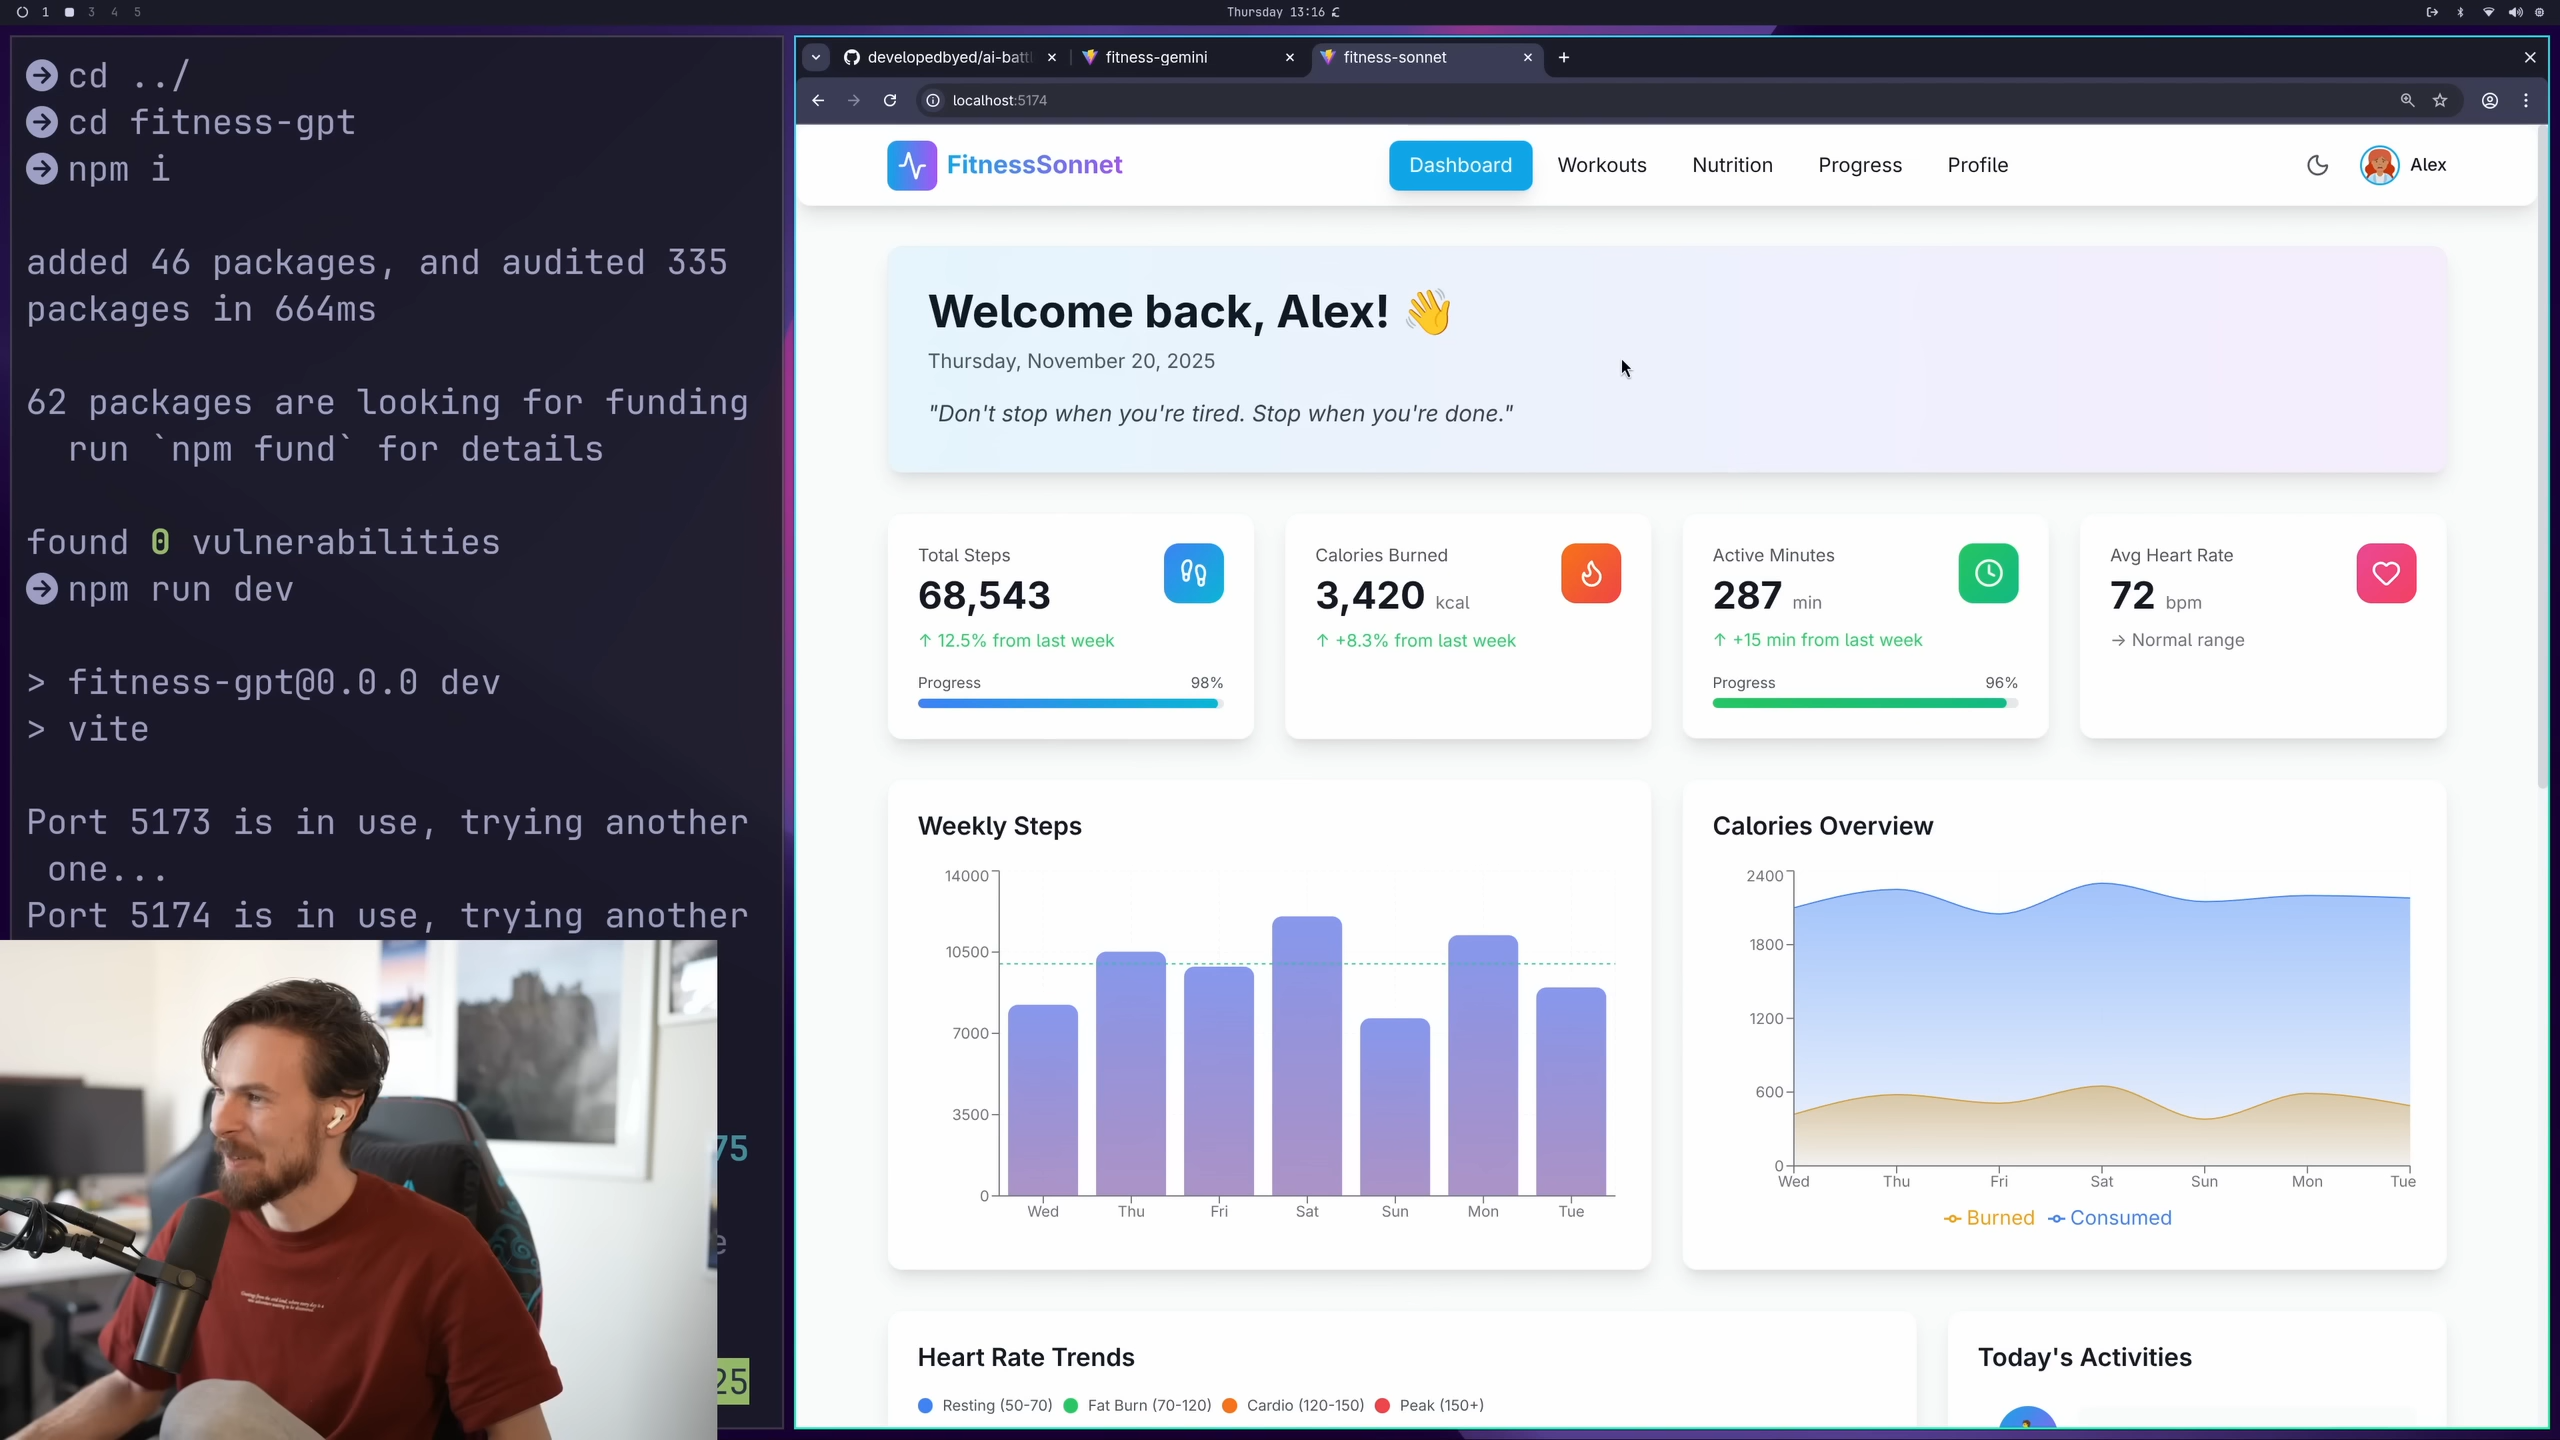 1 3 4 5
Thursday 13:16
cd ../
cd fitness-gpt
npm i
added 46 packages, and audited 335
packages in 664ms
62 packages are looking for funding
run `npm fund` for details
found 0 vulnerabilities
npm run dev
> fitness-gpt@0.0.0 dev
> vite
Port 5173 is in use, trying another
one...
Port 5174 is in use, trying another
75
e
25
developedbyed/ai-battl
fitness-gemini
fitness-sonnet
localhost:5174
FitnessSonnet
Dashboard
Workouts
Nutrition
Progress
Profile
Alex
Welcome back, Alex! 👋
Thursday, November 20, 2025
"Don't stop when you're tired. Stop when you're done."
Total Steps
68,543
↑ 12.5% from last week
Progress 98%
Calories Burned
3,420 kcal
↑ +8.3% from last week
Active Minutes
287 min
↑ +15 min from last week
Progress 96%
Avg Heart Rate
72 bpm
→ Normal range
Weekly Steps
14000
10500
7000
3500
0
Wed Thu Fri Sat Sun Mon Tue
Calories Overview
2400
1800
1200
600
0
Wed Thu Fri Sat Sun Mon Tue
Burned Consumed
Heart Rate Trends
Resting (50-70) Fat Burn (70-120) Cardio (120-150) Peak (150+)
Today's Activities